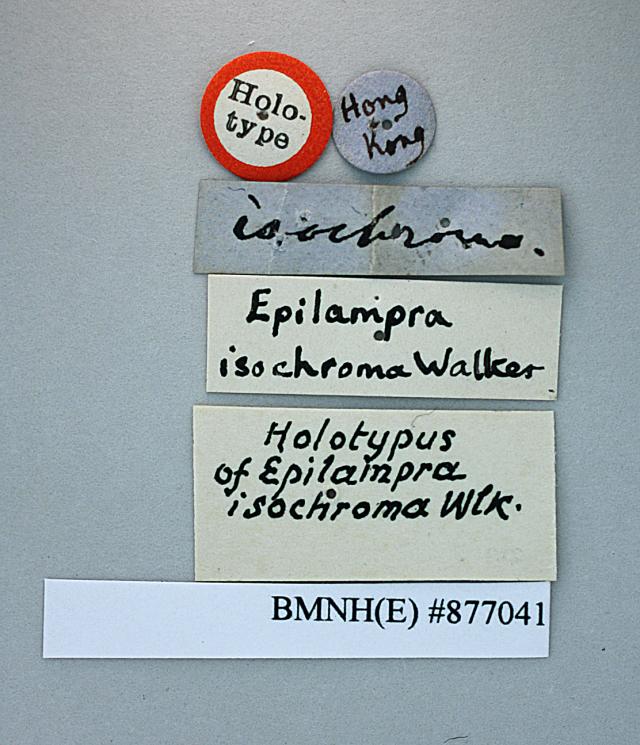 Holo-
type
Hong
Kong
isochroma.
Epilampra
isochroma Walker
Holotypus
of Epilampra
isochroma Wlk.
BMNH(E) #877041